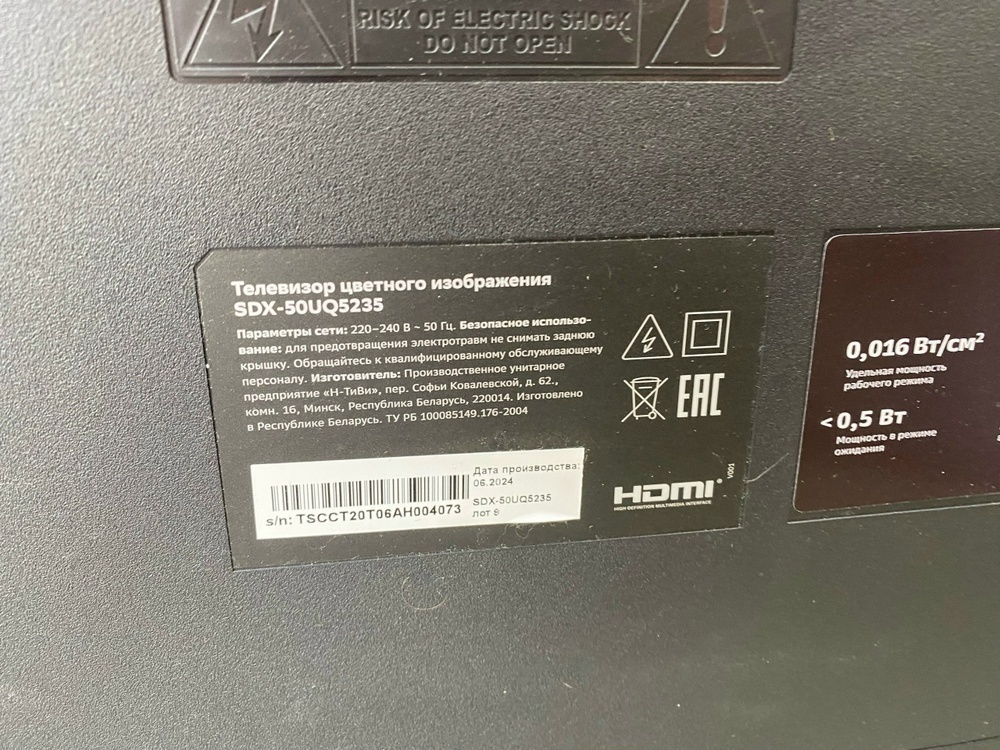 RISK OF ELECTRIC SHOCK
DO NOT OPEN
Телевизор цветного изображения
SDX-50UQ5235
Параметры сети: 220–240 В ~ 50 Гц. Безопасное использо-
вание: для предотвращения электротравм не снимать заднюю
крышку. Обращайтесь к квалифицированному обслуживающему
персоналу. Изготовитель: Производственное унитарное
предприятие «Н-ТиВи», пер. Софьи Ковалевской, д. 62.,
комн. 16, Минск, Республика Беларусь, 220014. Изготовлено
в Республике Беларусь. ТУ РБ 100085149.176-2004
EAC
Дата производства:
06.2024
SDX-50UQ5235
лот 9
s/n: TSCCT20T06AH004073
HDMI
HIGH-DEFINITION MULTIMEDIA INTERFACE
V001
0,016 Вт/см²
Удельная мощность
рабочего режима
< 0,5 Вт
Мощность в режиме
ожидания